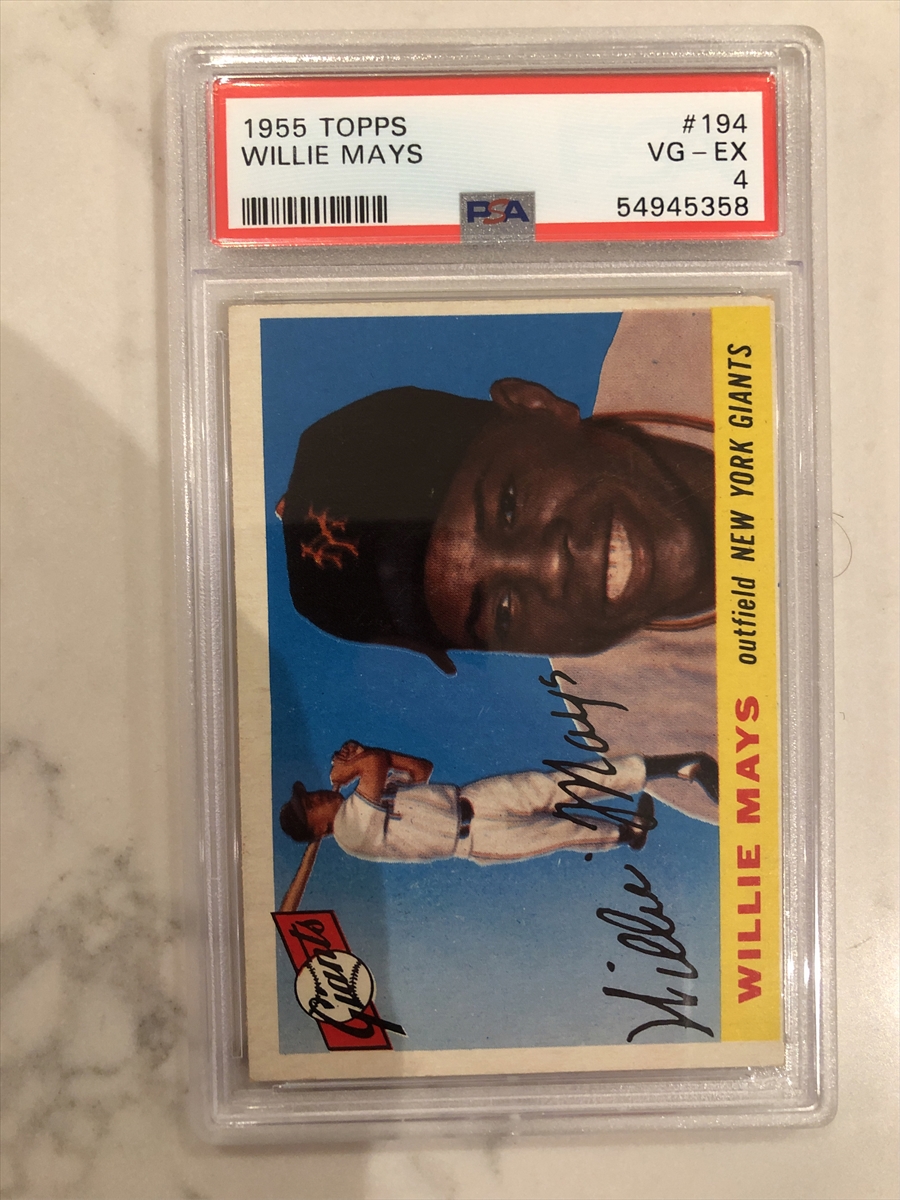 1955 TOPPS #194
WILLIE MAYS VG - EX
4
PSA 54945358
Giants
Willie Mays
WILLIE MAYS outfield NEW YORK GIANTS
NY